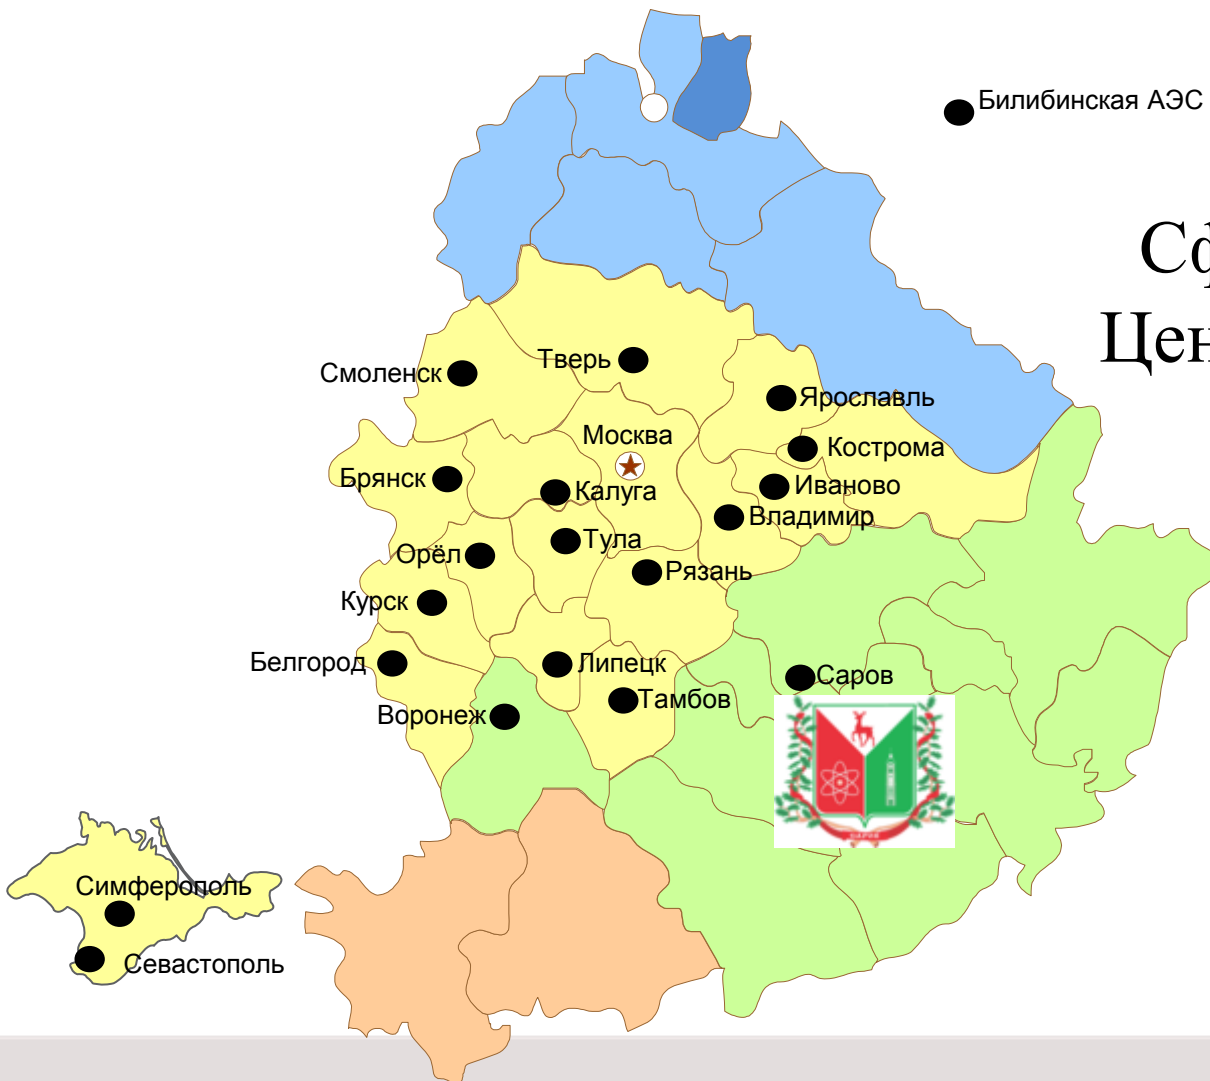 Билибинская АЭС
Сф
Цен
Тверь
Смоленск
Ярославль
Москва
Кострома
Брянск
Калуга
Иваново
Владимир
Тула
Орёл
Рязань
Курск
Белгород
Липецк
Саров
Тамбов
Воронеж
САРОВ
Симферополь
Севастополь